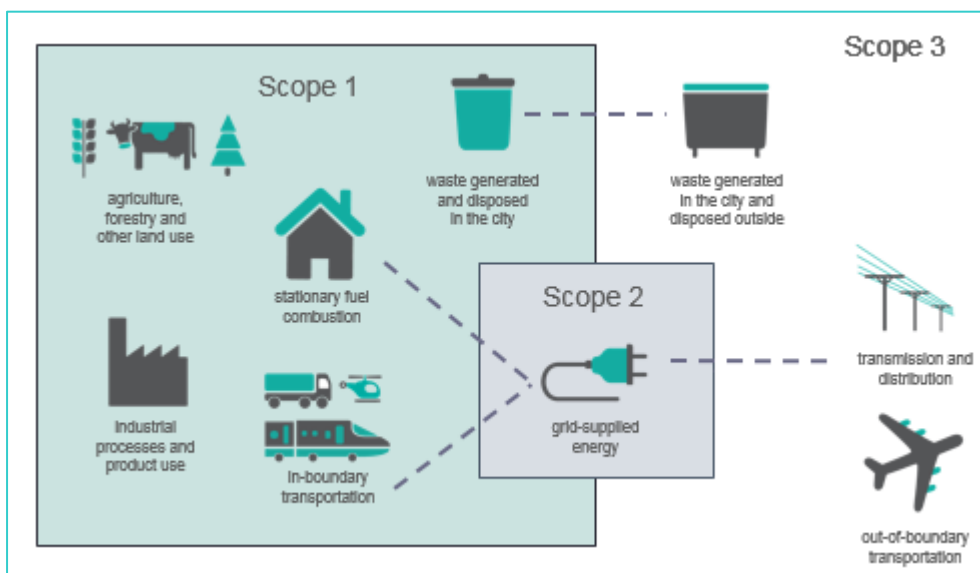 Scope 3
Scope 1
agriculture,
forestry and
other land use
waste generated
and disposed
in the city
waste generated
in the city and
disposed outside
stationary fuel
combustion
Scope 2
grid-supplied
energy
transmission and
distribution
industrial
processes and
product use
in-boundary
transportation
out-of-boundary
transportation